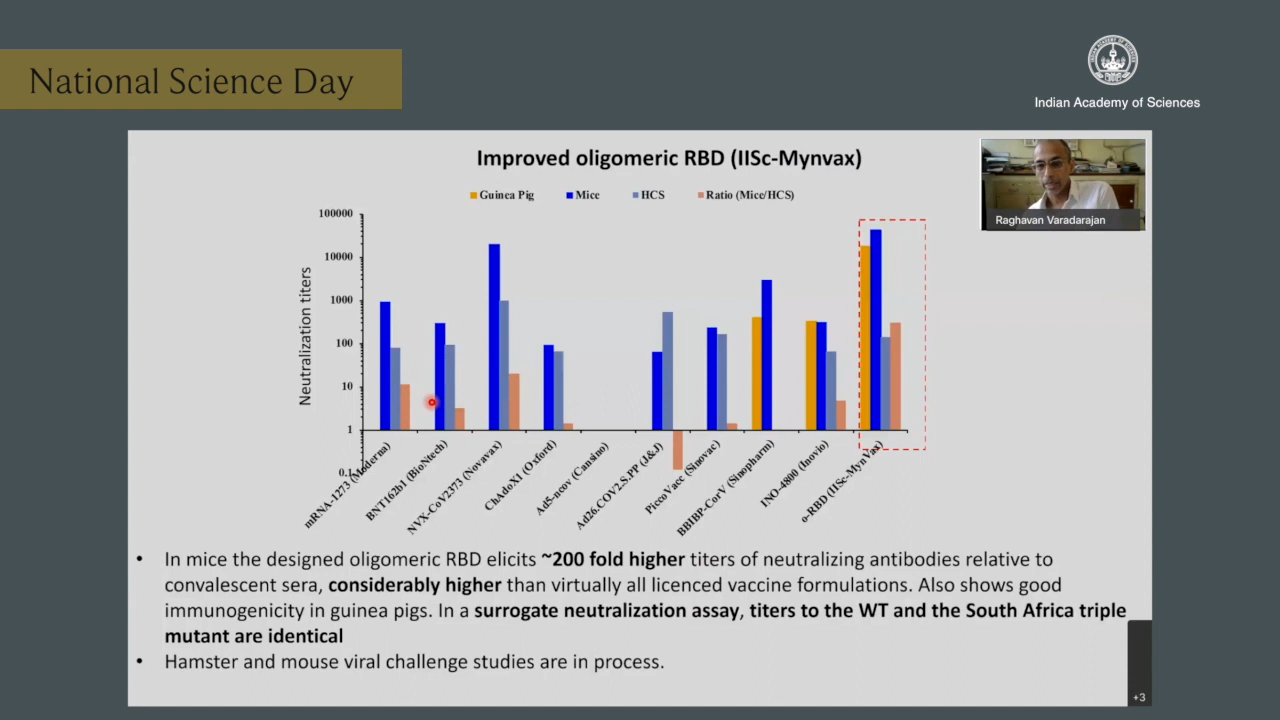 National Science Day
Indian Academy of Sciences
Improved oligomeric RBD (IISc-Mynvax)
Raghavan Varadarajan
Guinea Pig
Mice
HCS
Ratio (Mice/HCS)
Neutralization titers
100000
10000
1000
100
10
1
0.1
mRNA-1273 (Moderna)
BNT162b1 (BioNtech)
NVX-CoV2373 (Novavax)
ChAdoX1 (Oxford)
Ad5-ncov (Cansino)
Ad26.COV2.S.PP (J&J)
PiccoVacc (Sinovac)
BBIBP-CorV (Sinopharm)
INO-4800 (Inovio)
o-RBD (IISc-MynVax)
• In mice the designed oligomeric RBD elicits ~200 fold higher titers of neutralizing antibodies relative to
convalescent sera, considerably higher than virtually all licenced vaccine formulations. Also shows good
immunogenicity in guinea pigs. In a surrogate neutralization assay, titers to the WT and the South Africa triple
mutant are identical
• Hamster and mouse viral challenge studies are in process.
+3